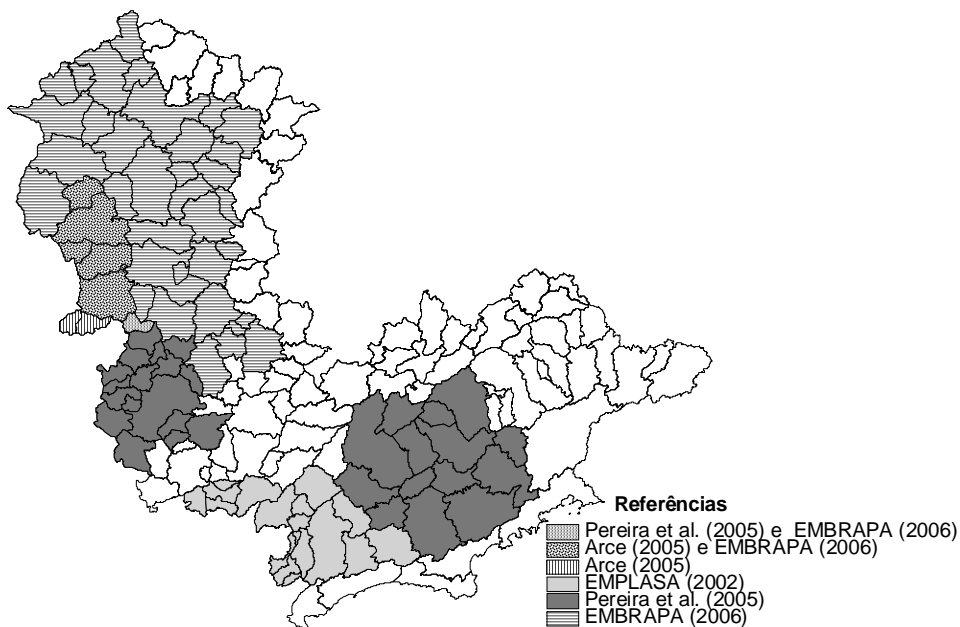 Referências
Pereira et al. (2005) e EMBRAPA (2006)
Arce (2005) e EMBRAPA (2006)
Arce (2005)
EMPLASA (2002)
Pereira et al. (2005)
EMBRAPA (2006)